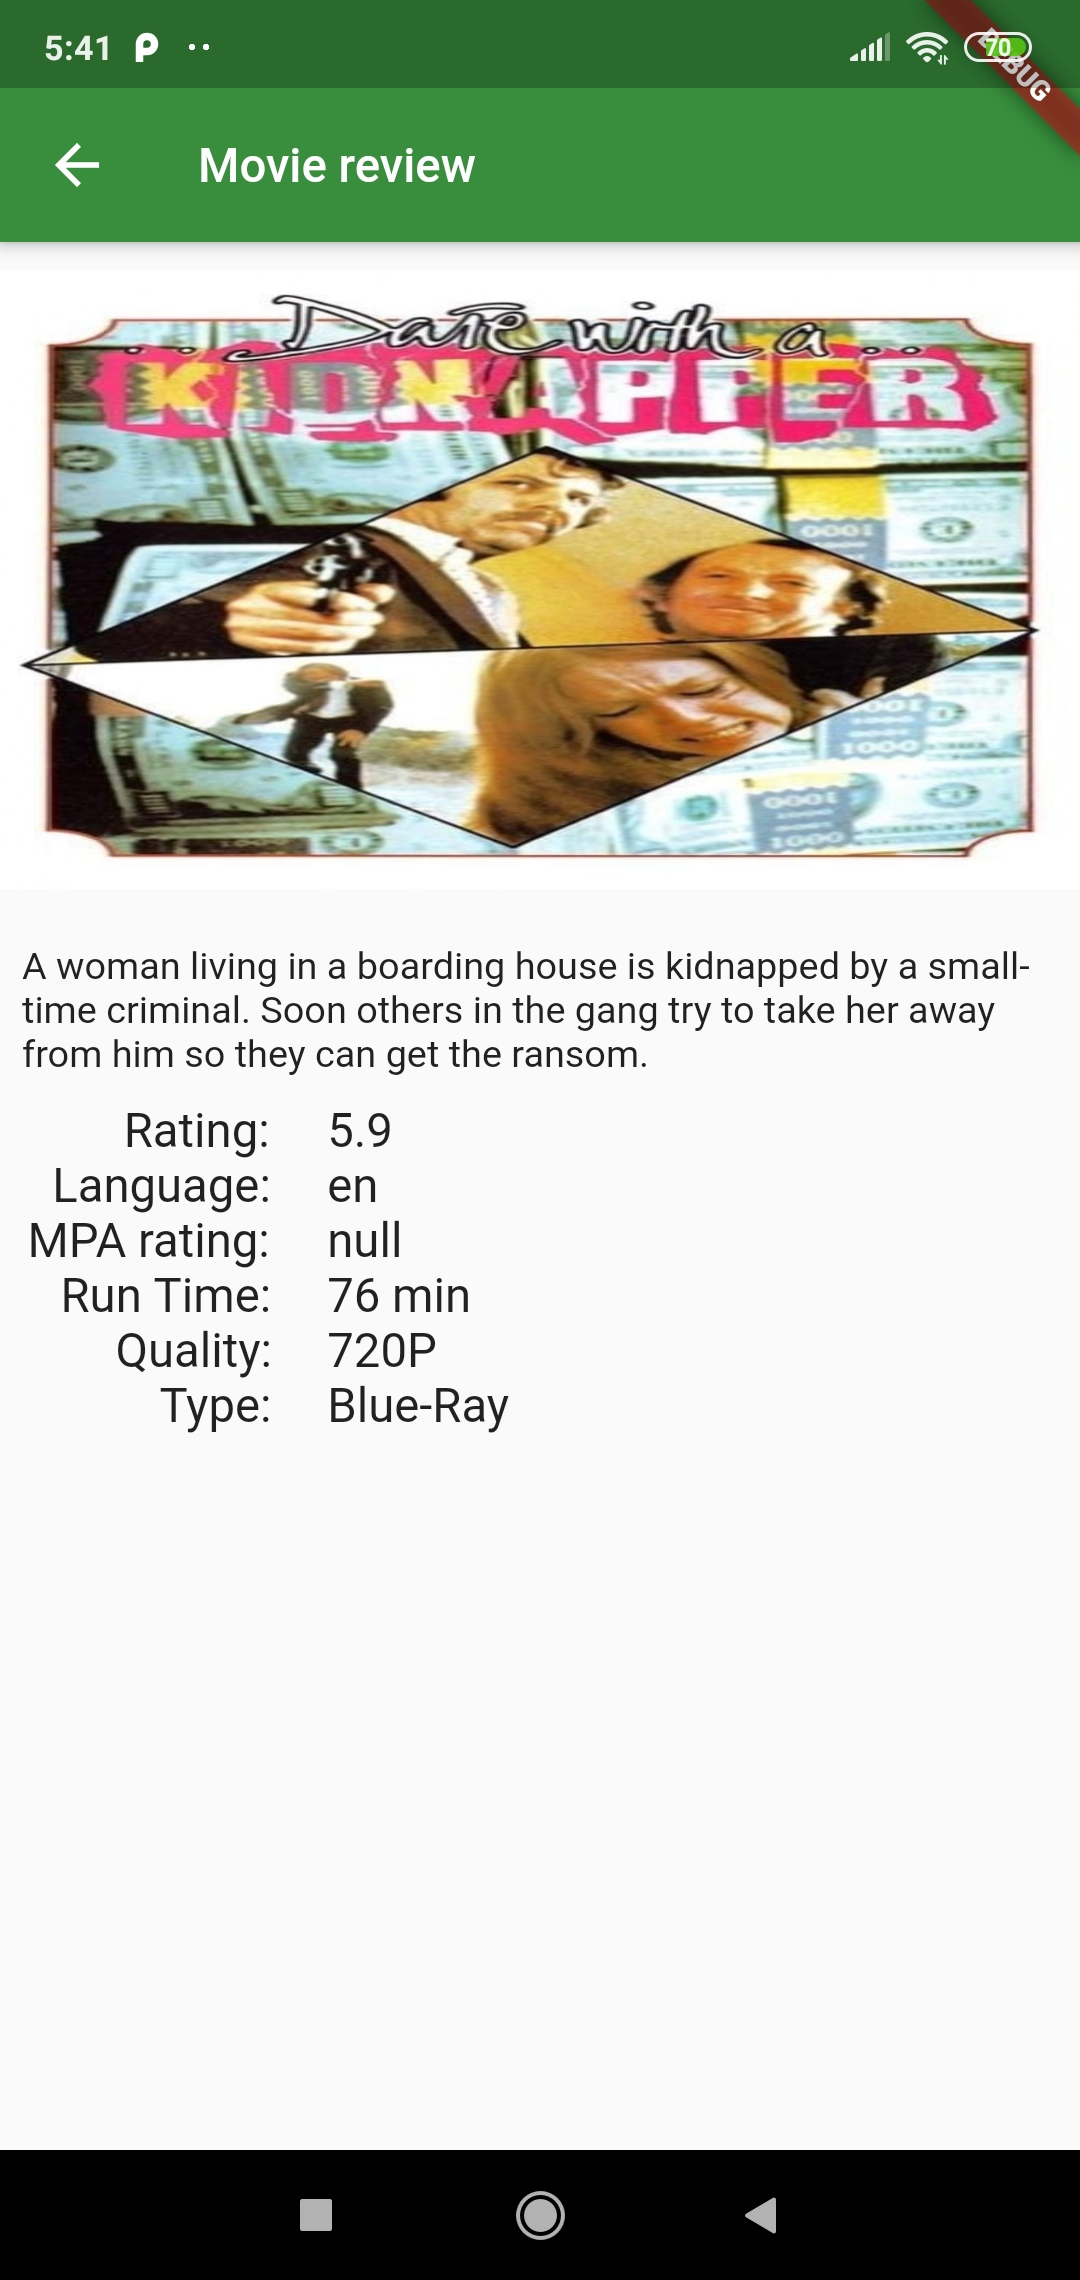 5:41
70
DEBUG
Movie review
Date with a
KIDNAPPER
1000
1000
1000
1000
1000
A woman living in a boarding house is kidnapped by a small-
time criminal. Soon others in the gang try to take her away
from him so they can get the ransom.
Rating: 5.9
Language: en
MPA rating: null
Run Time: 76 min
Quality: 720P
Type: Blue-Ray